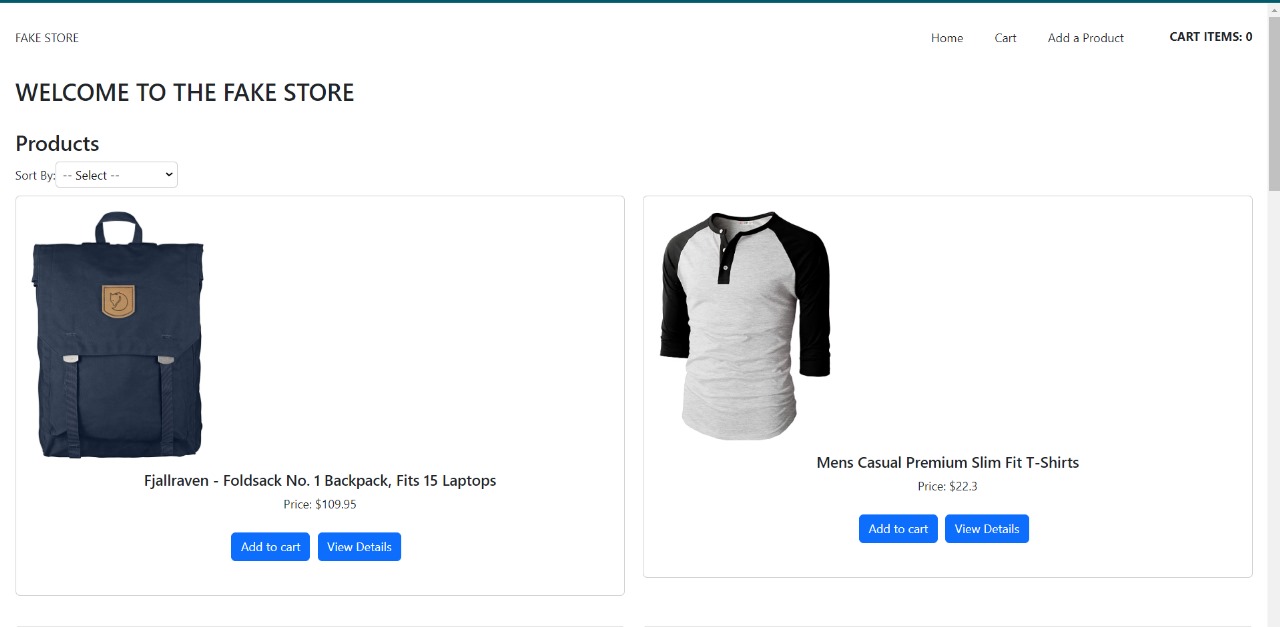 FAKE STORE
Home
Cart
Add a Product
CART ITEMS: 0
WELCOME TO THE FAKE STORE
Products
Sort By: -- Select --
Fjallraven - Foldsack No. 1 Backpack, Fits 15 Laptops
Price: $109.95
Add to cart
View Details
Mens Casual Premium Slim Fit T-Shirts
Price: $22.3
Add to cart
View Details